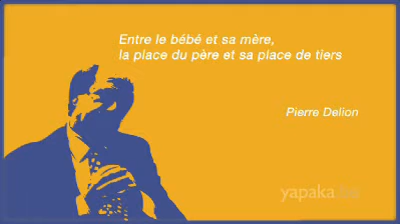 Entre le bébé et sa mère,
la place du père et sa place de tiers
Pierre Delion
yapaka.be